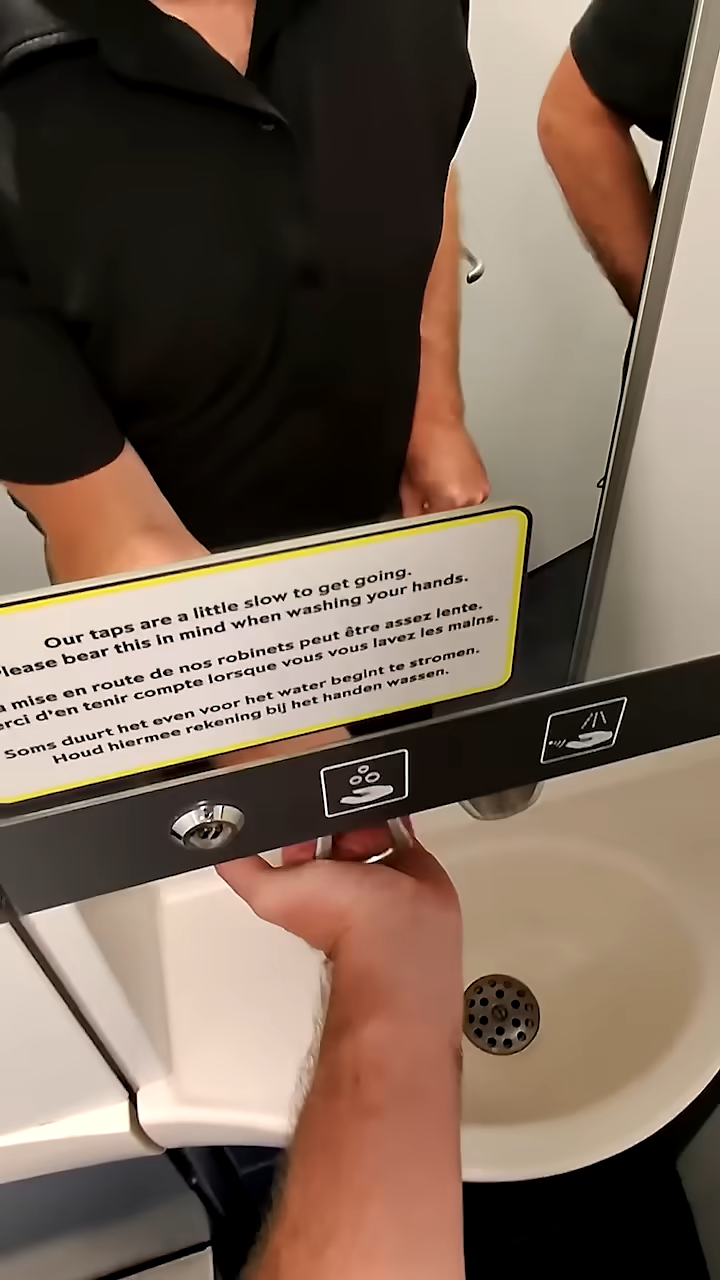 Our taps are a little slow to get going.
Please bear this in mind when washing your hands.
mise en route de nos robinets peut être assez lente.
d'en tenir compte lorsque vous vous lavez les mains.
Soms duurt het even voor het water begint te stromen.
Houd hiermee rekening bij het handen wassen.